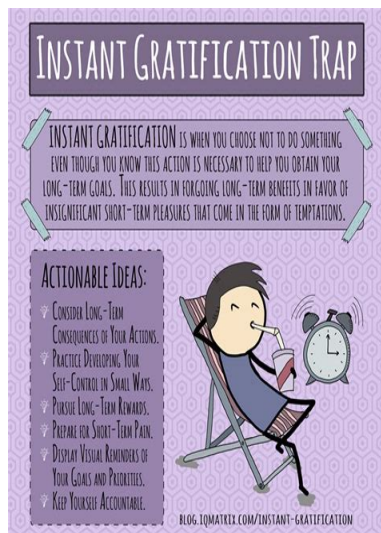 INSTANT GRATIFICATION TRAP
INSTANT GRATIFICATION IS WHEN YOU CHOOSE NOT TO DO SOMETHING
EVEN THOUGH YOU KNOW THIS ACTION IS NECESSARY TO HELP YOU OBTAIN YOUR
LONG-TERM GOALS. THIS RESULTS IN FORGOING LONG-TERM BENEFITS IN FAVOR OF
INSIGNIFICANT SHORT-TERM PLEASURES THAT COME IN THE FORM OF TEMPTATIONS.
ACTIONABLE IDEAS:
CONSIDER LONG-TERM
CONSEQUENCES OF YOUR ACTIONS.
PRACTICE DEVELOPING YOUR
SELF-CONTROL IN SMALL WAYS.
PURSUE LONG-TERM REWARDS.
PREPARE FOR SHORT-TERM PAIN.
DISPLAY VISUAL REMINDERS OF
YOUR GOALS AND PRIORITIES.
KEEP YOURSELF ACCOUNTABLE.
BLOG.IQMATRIX.COM/INSTANT-GRATIFICATION